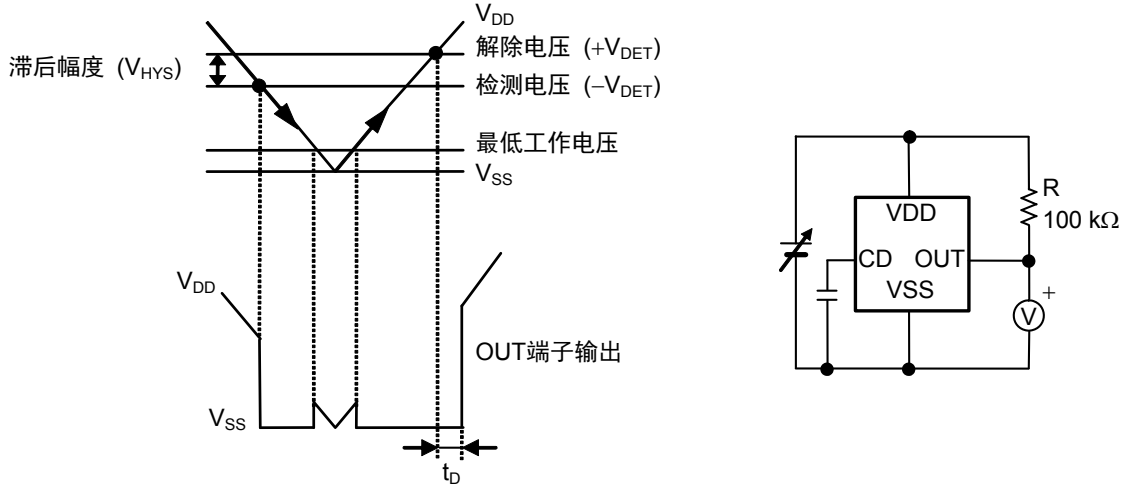 V_DD
解除电压 (+V_DET)
滞后幅度 (V_HYS)
检测电压 (−V_DET)
最低工作电压
V_SS
V_DD
OUT端子输出
V_SS
t_D
R
100 kΩ
VDD
CD OUT
VSS
V
+